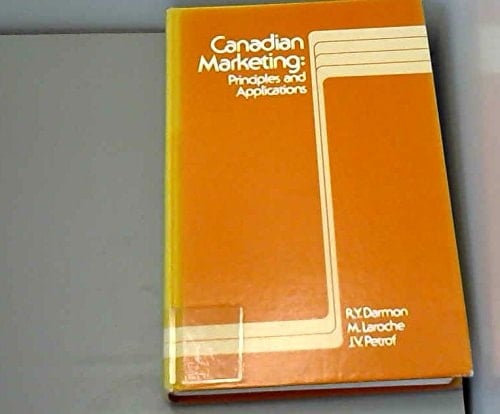 Canadian
Marketing:
Principles and
Applications
R.Y. Darmon
M. Laroche
J.V. Petrof